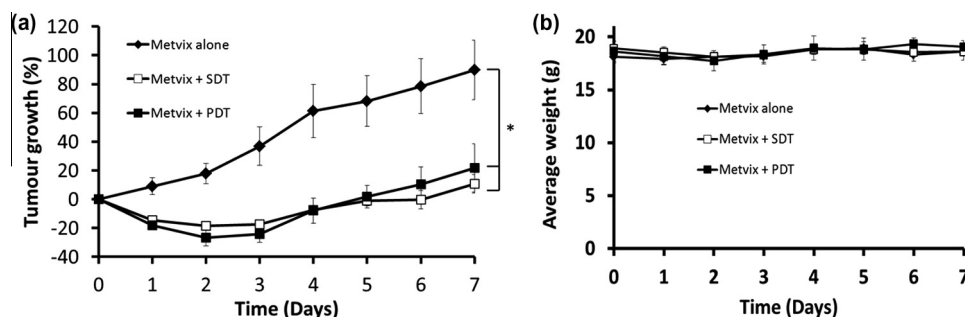 (a)
Tumour growth (%)
120
100
80
60
40
20
0
-20
-40
Metvix alone
Metvix + SDT
Metvix + PDT
*
0 1 2 3 4 5 6 7
Time (Days)
(b)
Average weight (g)
20
15
10
5
0
Metvix alone
Metvix + SDT
Metvix + PDT
0 1 2 3 4 5 6 7
Time (Days)